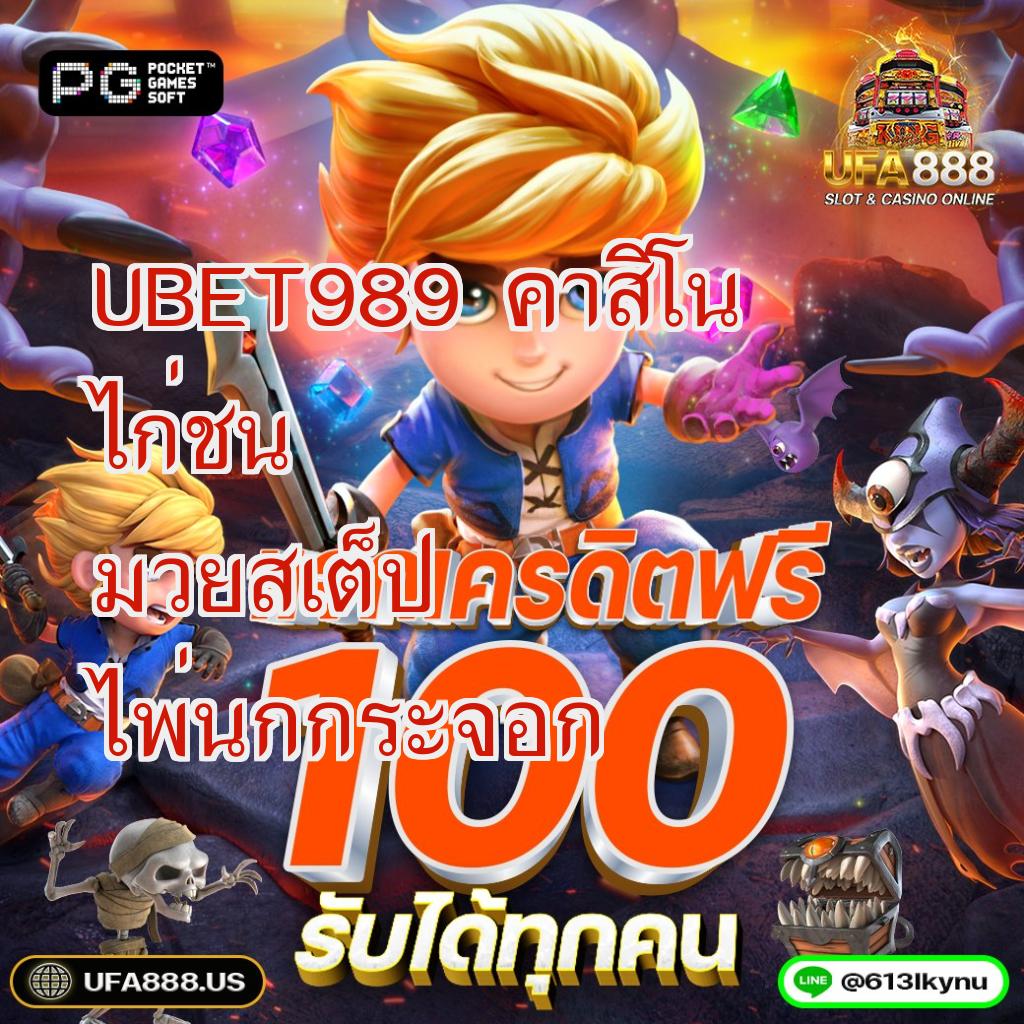 PG POCKET GAMES SOFT™
UFA888
SLOT & CASINO ONLINE
UBET989 คาสิโน
ไก่ชน
มวยสเต็ป
เครดิตฟรี
ไพ่นกกระจอก
100
รับได้ทุกคน
UFA888.US
LINE @613lkynu